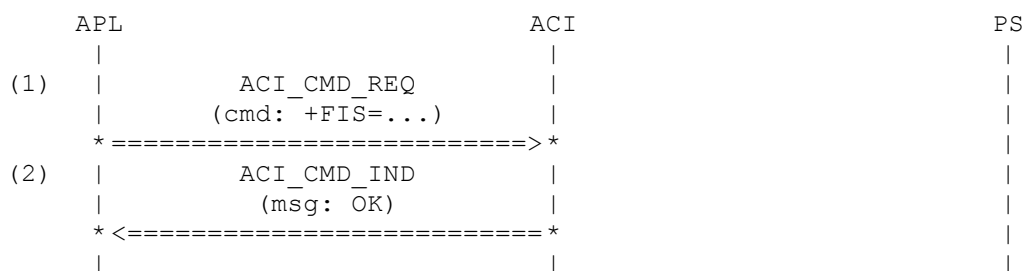 APL ACI PS
(1) ACI_CMD_REQ
(cmd: +FIS=...)
(2) ACI_CMD_IND
(msg: OK)